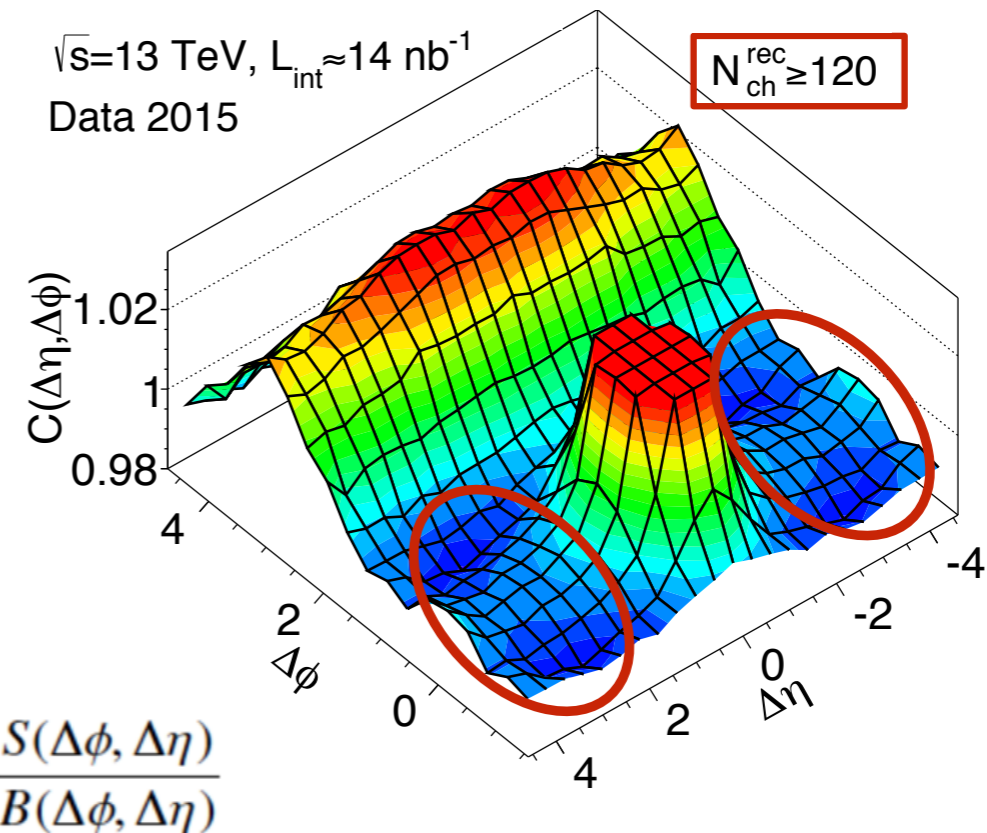 √s=13 TeV, L_int≈14 nb⁻¹
Data 2015
N_ch^rec≥120
C(Δη,Δϕ)
1.02
1
0.98
4
2
0
Δϕ
4
2
0
-2
-4
Δη
S(Δϕ, Δη)
B(Δϕ, Δη)